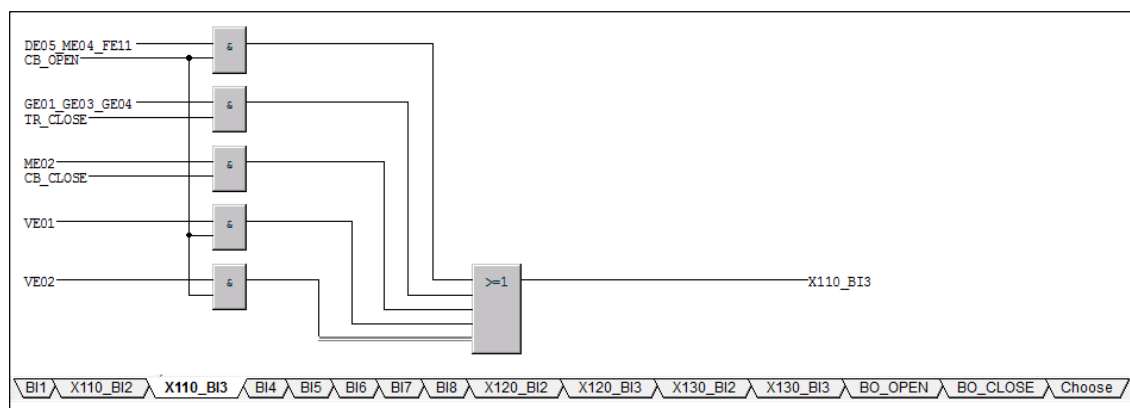 DE05_ME04_FE11
CB_OPEN
&
GE01_GE03_GE04
TR_CLOSE
&
ME02
CB_CLOSE
&
VE01
&
VE02
&
>=1
X110_BI3
BI1 X110_BI2 X110_BI3 BI4 BI5 BI6 BI7 BI8 X120_BI2 X120_BI3 X130_BI2 X130_BI3 BO_OPEN BO_CLOSE Choose